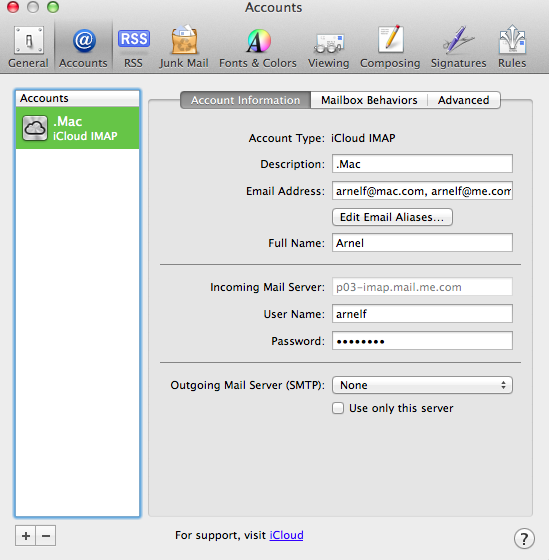 Accounts
General Accounts RSS Junk Mail Fonts & Colors Viewing Composing Signatures Rules
RSS
Accounts
.Mac
iCloud IMAP
Account Information Mailbox Behaviors Advanced
Account Type: iCloud IMAP
Description: .Mac
Email Address: arnelf@mac.com, arnelf@me.com
Edit Email Aliases...
Full Name: Arnel
Incoming Mail Server: p03-imap.mail.me.com
User Name: arnelf
Password: ••••••••
Outgoing Mail Server (SMTP): None
Use only this server
+ −
For support, visit iCloud
?